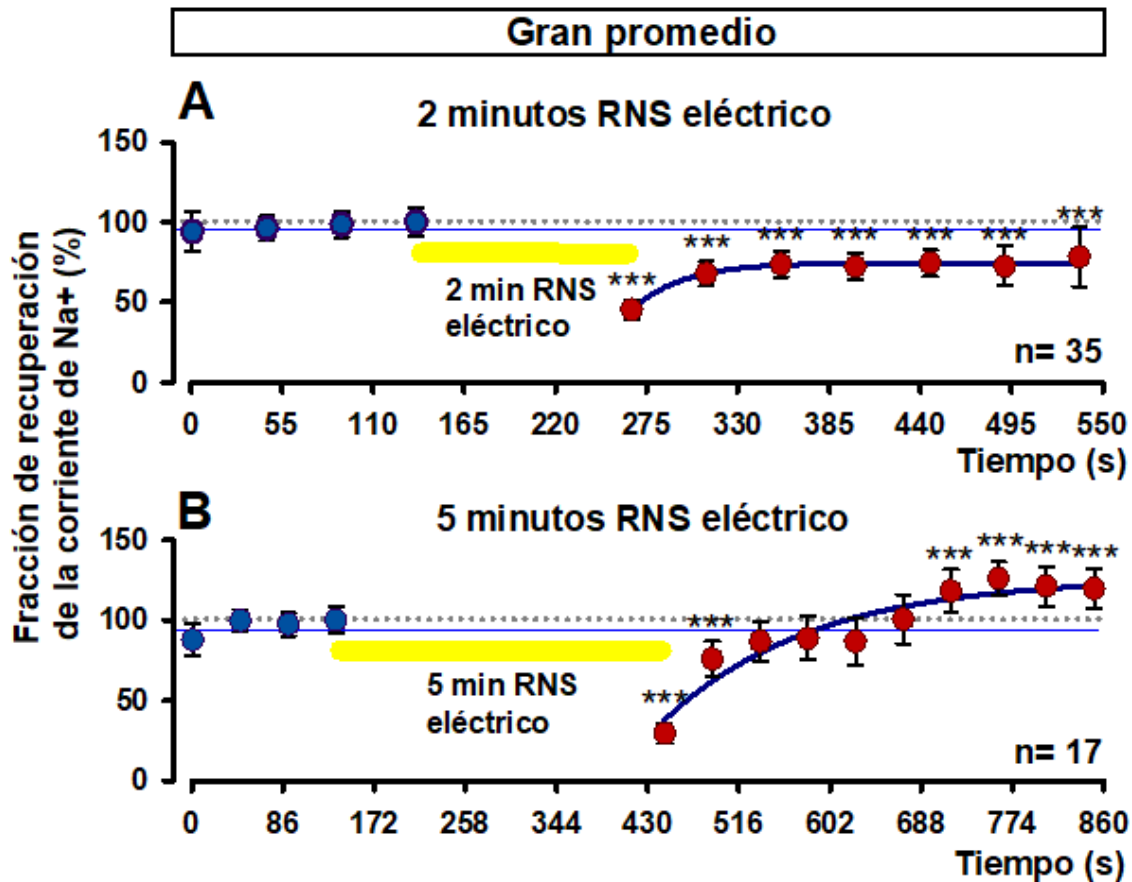 Gran promedio
Fracción de recuperación
de la corriente de Na+ (%)
A
2 minutos RNS eléctrico
150
100
50
0
***
***
***
***
***
***
***
2 min RNS
eléctrico
n= 35
0 55 110 165 220 275 330 385 440 495 550
Tiempo (s)
B
5 minutos RNS eléctrico
150
100
50
0
***
***
***
***
***
***
5 min RNS
eléctrico
n= 17
0 86 172 258 344 430 516 602 688 774 860
Tiempo (s)